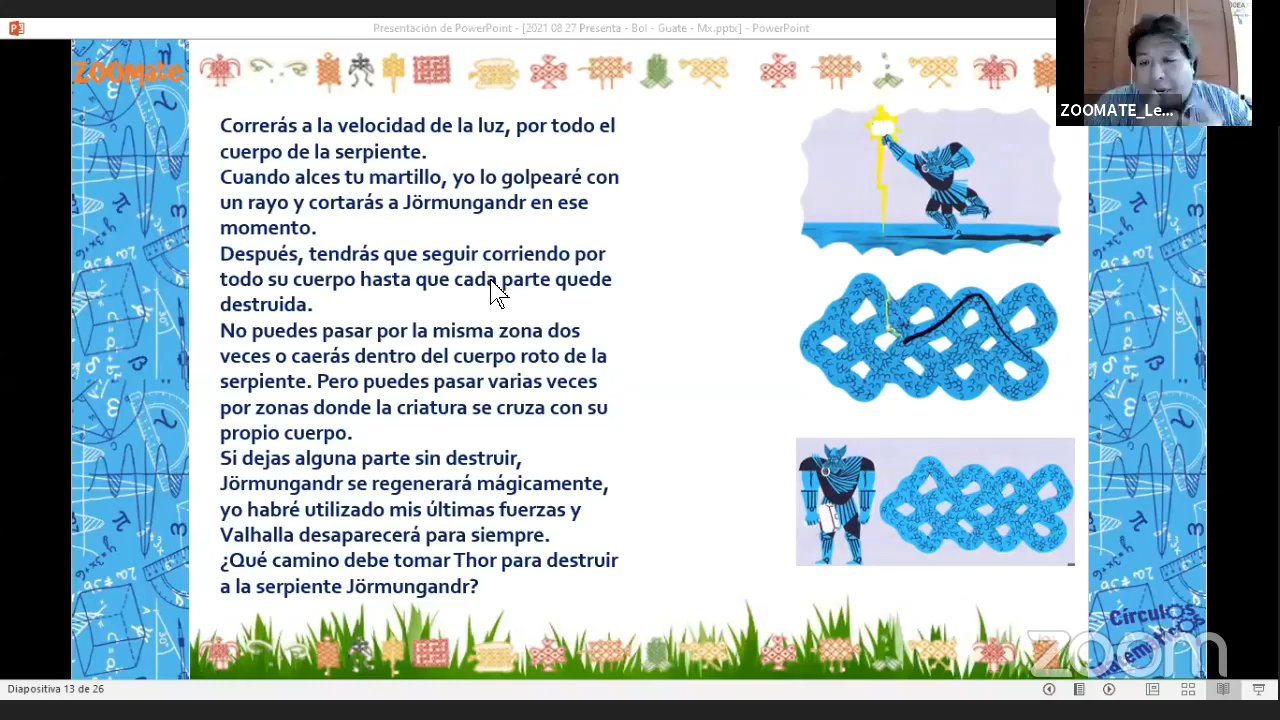 Presentación de PowerPoint - [2021 08 27 Presenta - Bol - Guate - Mx.pptx] - PowerPoint
ZOOMate
ZOOMATE_Le...
Correrás a la velocidad de la luz, por todo el
cuerpo de la serpiente.
Cuando alces tu martillo, yo lo golpearé con
un rayo y cortarás a Jörmungandr en ese
momento.
Después, tendrás que seguir corriendo por
todo su cuerpo hasta que cada parte quede
destruida.
No puedes pasar por la misma zona dos
veces o caerás dentro del cuerpo roto de la
serpiente. Pero puedes pasar varias veces
por zonas donde la criatura se cruza con su
propio cuerpo.
Si dejas alguna parte sin destruir,
Jörmungandr se regenerará mágicamente,
yo habré utilizado mis últimas fuerzas y
Valhalla desaparecerá para siempre.
¿Qué camino debe tomar Thor para destruir
a la serpiente Jörmungandr?
Círculos
zoom
Diapositiva 13 de 26